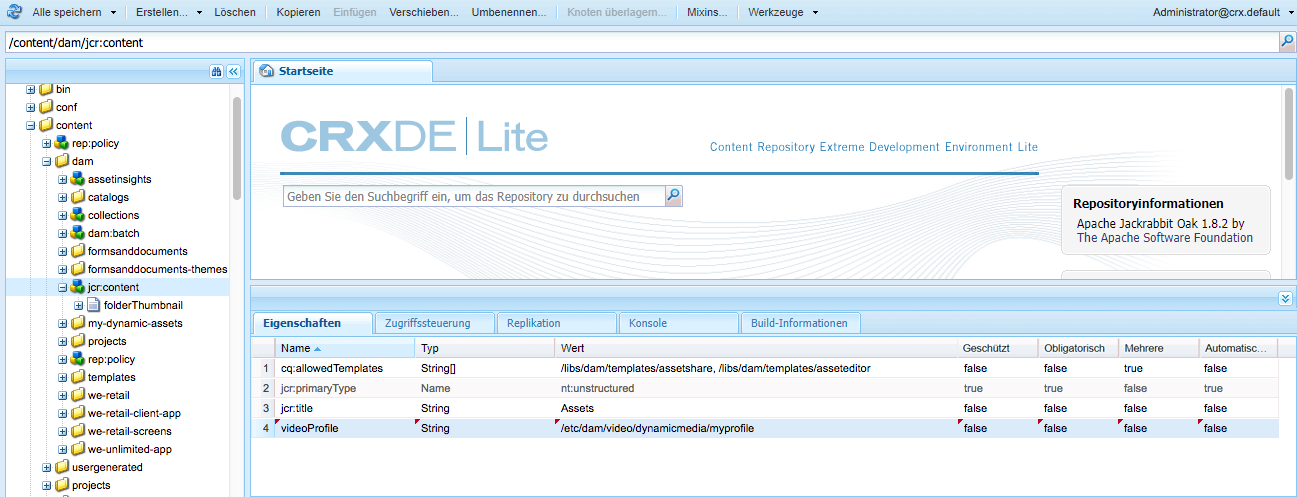 Alle speichern Erstellen... Löschen Kopieren Einfügen Verschieben... Umbenennen... Knoten überlagern... Mixins... Werkzeuge Administrator@crx.default
/content/dam/jcr:content
bin
conf
content
rep:policy
dam
assetinsights
catalogs
collections
dam:batch
formsanddocuments
formsanddocuments-themes
jcr:content
folderThumbnail
my-dynamic-assets
projects
rep:policy
templates
we-retail
we-retail-client-app
we-retail-screens
we-unlimited-app
usergenerated
projects
Startseite
CRXDE Lite
Content Repository Extreme Development Environment Lite
Geben Sie den Suchbegriff ein, um das Repository zu durchsuchen
Repositoryinformationen
Apache Jackrabbit Oak 1.8.2 by
The Apache Software Foundation
Eigenschaften Zugriffssteuerung Replikation Konsole Build-Informationen
Name Typ Wert Geschützt Obligatorisch Mehrere Automatisc...
1 cq:allowedTemplates String[] /libs/dam/templates/assetshare, /libs/dam/templates/asseteditor false false true false
2 jcr:primaryType Name nt:unstructured true true false true
3 jcr:title String Assets false false false false
4 videoProfile String /etc/dam/video/dynamicmedia/myprofile false false false false